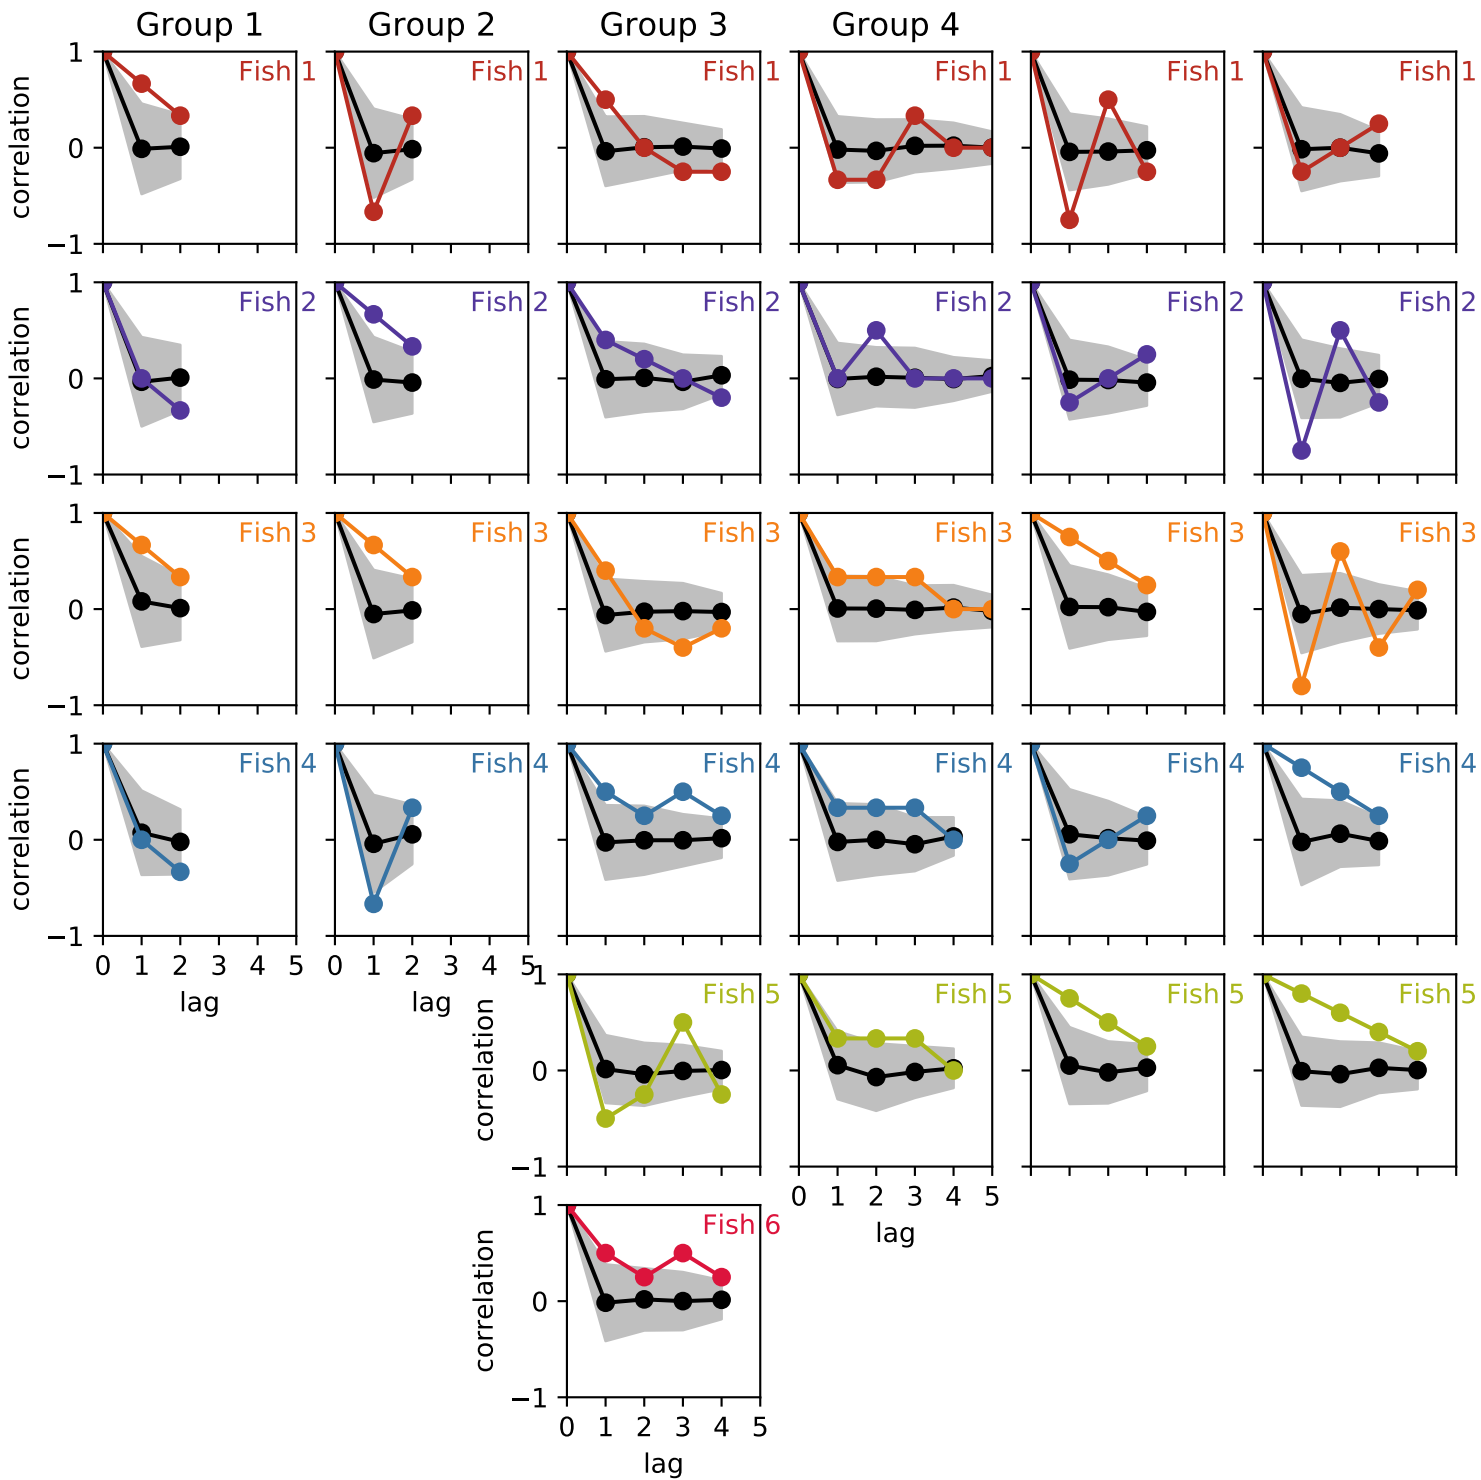 Group 1 Group 2 Group 3 Group 4
1 Fish 1 Fish 1 Fish 1 Fish 1 Fish 1 Fish 1
correlation
0
−1
1 Fish 2 Fish 2 Fish 2 Fish 2 Fish 2 Fish 2
correlation
0
−1
1 Fish 3 Fish 3 Fish 3 Fish 3 Fish 3 Fish 3
correlation
0
−1
1 Fish 4 Fish 4 Fish 4 Fish 4 Fish 4 Fish 4
correlation
0
−1
0 1 2 3 4 5 0 1 2 3 4 5
lag lag
1 Fish 5 Fish 5 Fish 5 Fish 5
correlation
0
−1
0 1 2 3 4 5
lag
1 Fish 6
correlation
0
−1
0 1 2 3 4 5
lag